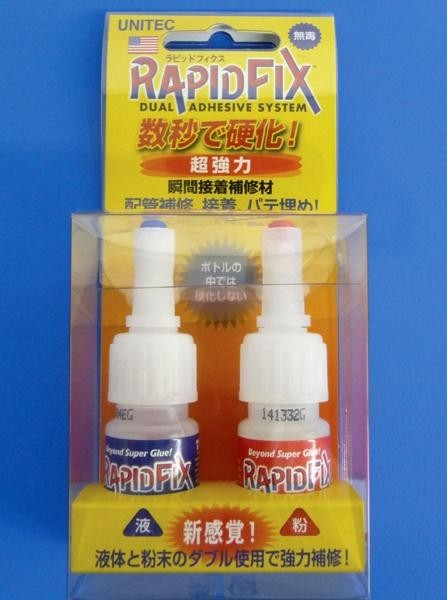 UNITEC
無毒
ラピッドフィクス
RAPIDFIX™
DUAL ADHESIVE SYSTEM
数秒で硬化!
超強力
瞬間接着補修材
配管補修、接着、パテ埋め!
ボトルの
中では
硬化しない
MEG
141332G
Beyond Super Glue!
RAPIDFIX
Beyond Super Glue!
RAPIDFIX
液
新感覚!
粉
液体と粉末のダブル使用で強力補修!